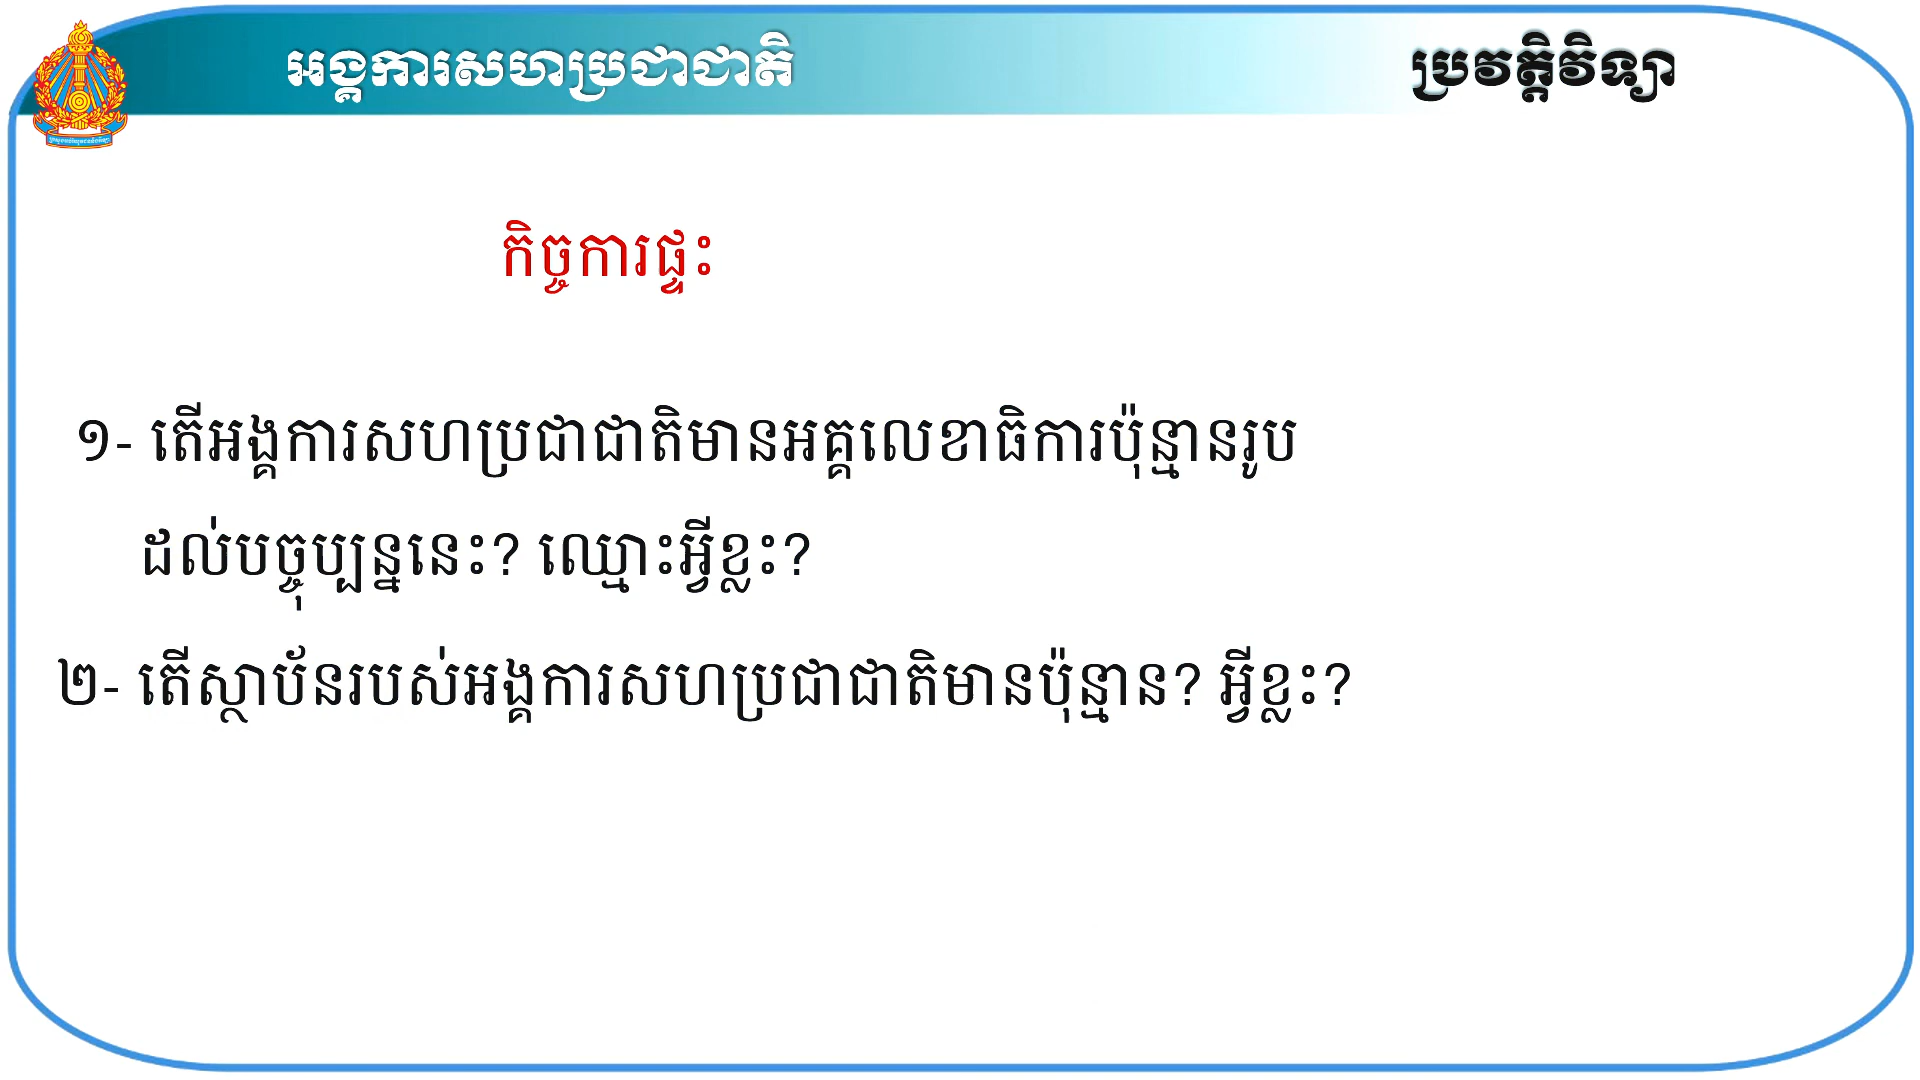 អង្គការសហប្រជាជាតិ
ប្រវត្តិវិទ្យា
កិច្ចការផ្ទះ
១- តើអង្គការសហប្រជាជាតិមានអគ្គលេខាធិការប៉ុន្មានរូប
ដល់បច្ចុប្បន្ននេះ? ឈ្មោះអ្វីខ្លះ?
២- តើស្ថាប័នរបស់អង្គការសហប្រជាជាតិមានប៉ុន្មាន? អ្វីខ្លះ?